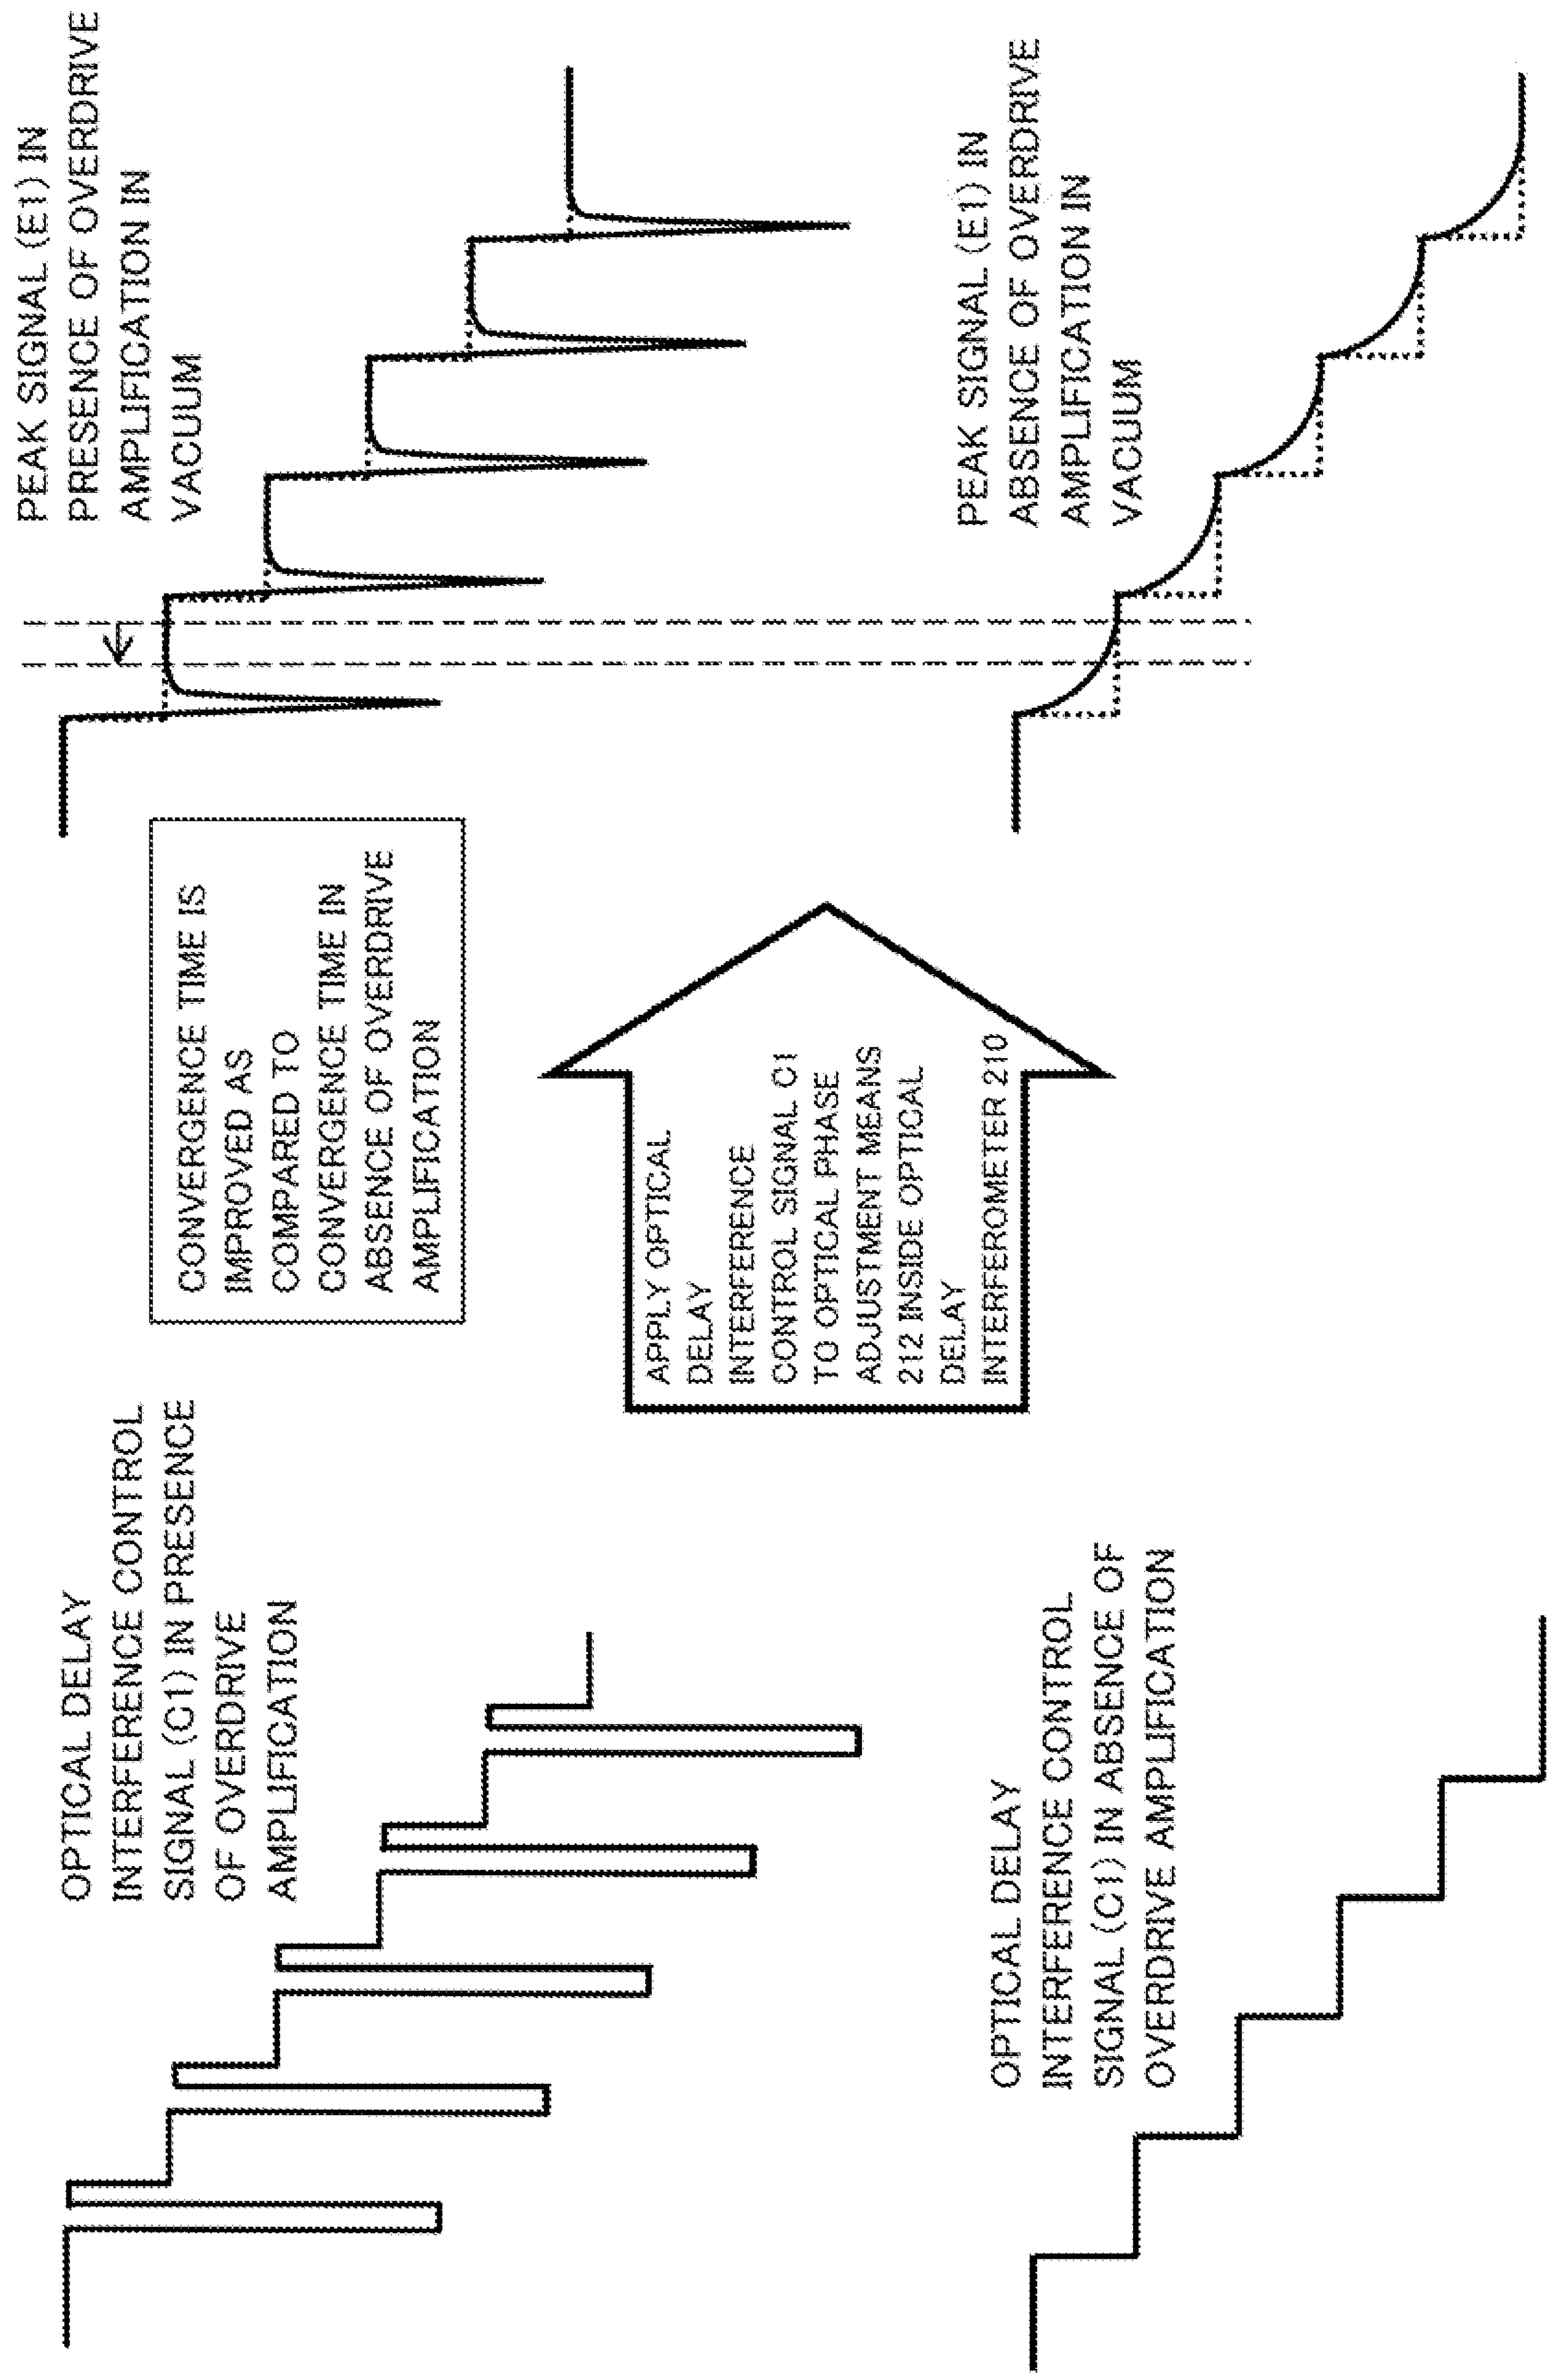 OPTICAL DELAY
INTERFERENCE CONTROL
SIGNAL (C1) IN PRESENCE
OF OVERDRIVE
AMPLIFICATION
CONVERGENCE TIME IS
IMPROVED AS
COMPARED TO
CONVERGENCE TIME IN
ABSENCE OF OVERDRIVE
AMPLIFICATION
PEAK SIGNAL (E1) IN
PRESENCE OF OVERDRIVE
AMPLIFICATION IN
VACUUM
APPLY OPTICAL
DELAY
INTERFERENCE
CONTROL SIGNAL C1
TO OPTICAL PHASE
ADJUSTMENT MEANS
212 INSIDE OPTICAL
DELAY
INTERFEROMETER 210
OPTICAL DELAY
INTERFERENCE CONTROL
SIGNAL (C1) IN ABSENCE OF
OVERDRIVE AMPLIFICATION
PEAK SIGNAL (E1) IN
ABSENCE OF OVERDRIVE
AMPLIFICATION IN
VACUUM